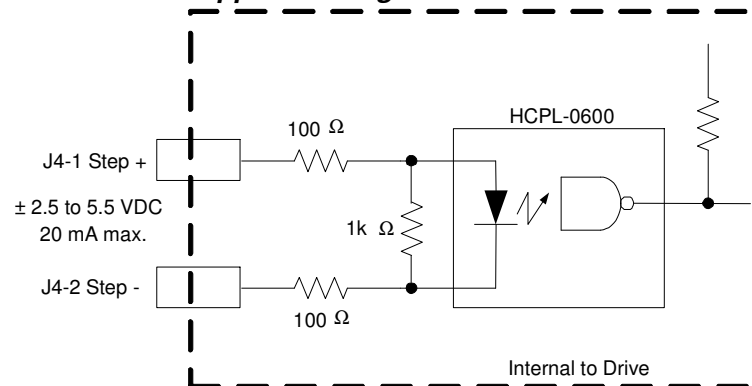 100 Ω
HCPL-0600
J4-1 Step +
± 2.5 to 5.5 VDC
20 mA max.
1k Ω
J4-2 Step -
100 Ω
Internal to Drive